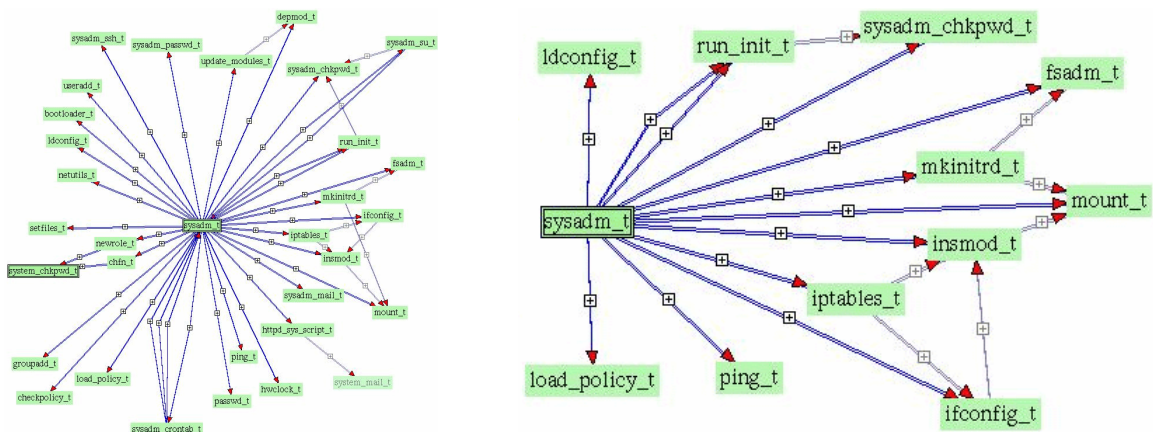 depmod_t
sysadm_ssh_t
sysadm_passwd_t
sysadm_su_t
update_modules_t
sysadm_chkpwd_t
useradd_t
bootloader_t
ldconfig_t
run_init_t
fsadm_t
netutils_t
mkinitrd_t
ifconfig_t
setfiles_t
sysadm_t
iptables_t
newrole_t
insmod_t
chfn_t
system_chkpwd_t
sysadm_mail_t
mount_t
httpd_sys_script_t
groupadd_t
ping_t
load_policy_t
system_mail_t
hwclock_t
checkpolicy_t
passwd_t
sysadm_crontab_t
sysadm_chkpwd_t
run_init_t
ldconfig_t
fsadm_t
mkinitrd_t
mount_t
sysadm_t
insmod_t
iptables_t
load_policy_t
ping_t
ifconfig_t